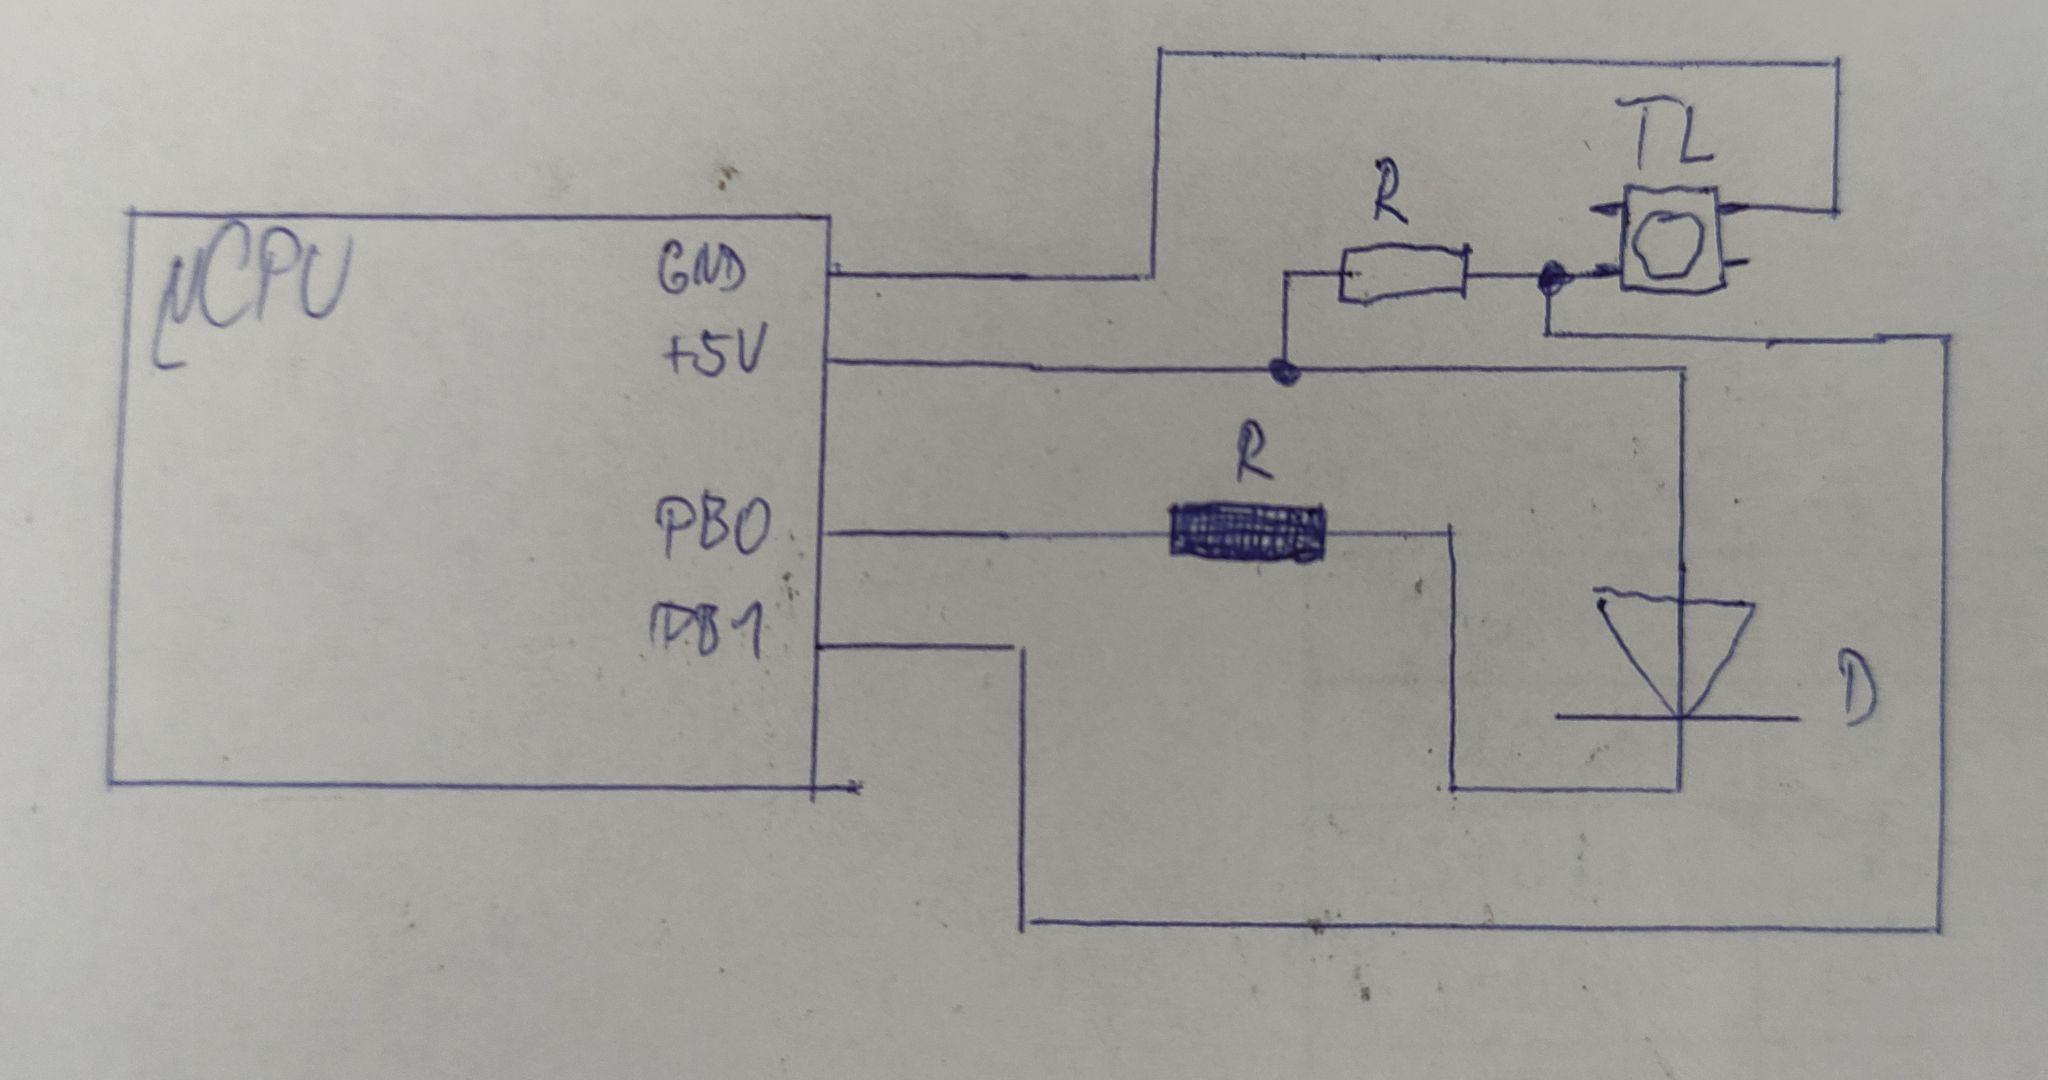 TL
R
µCPU
GND
+5V
R
PB0
PB1
D